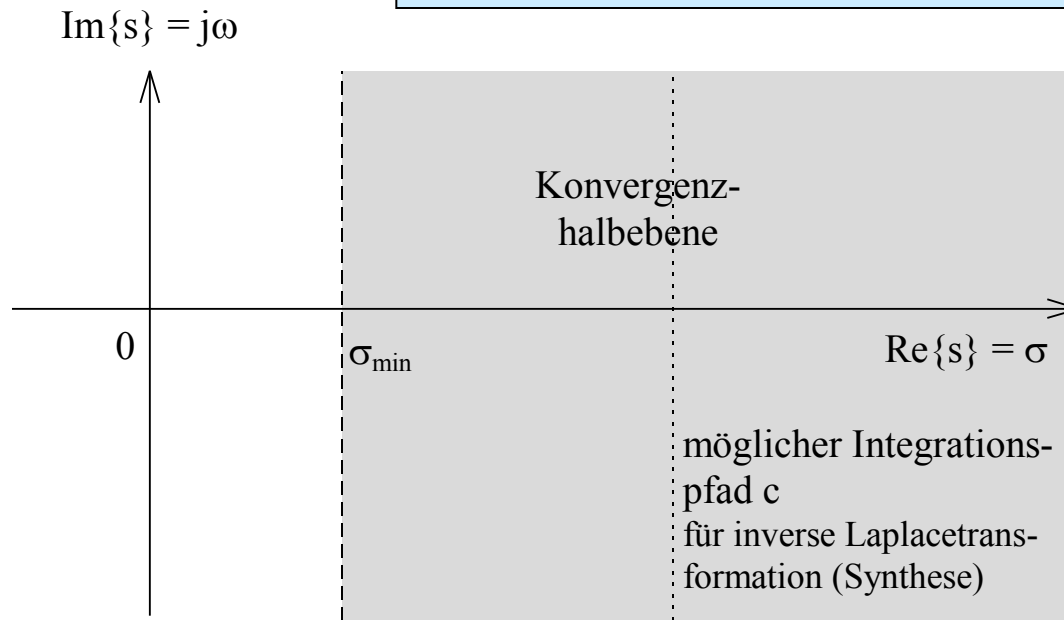 Im{s} = jω
Konvergenz-
halbebene
0
σmin
Re{s} = σ
möglicher Integrations-
pfad c
für inverse Laplacetrans-
formation (Synthese)